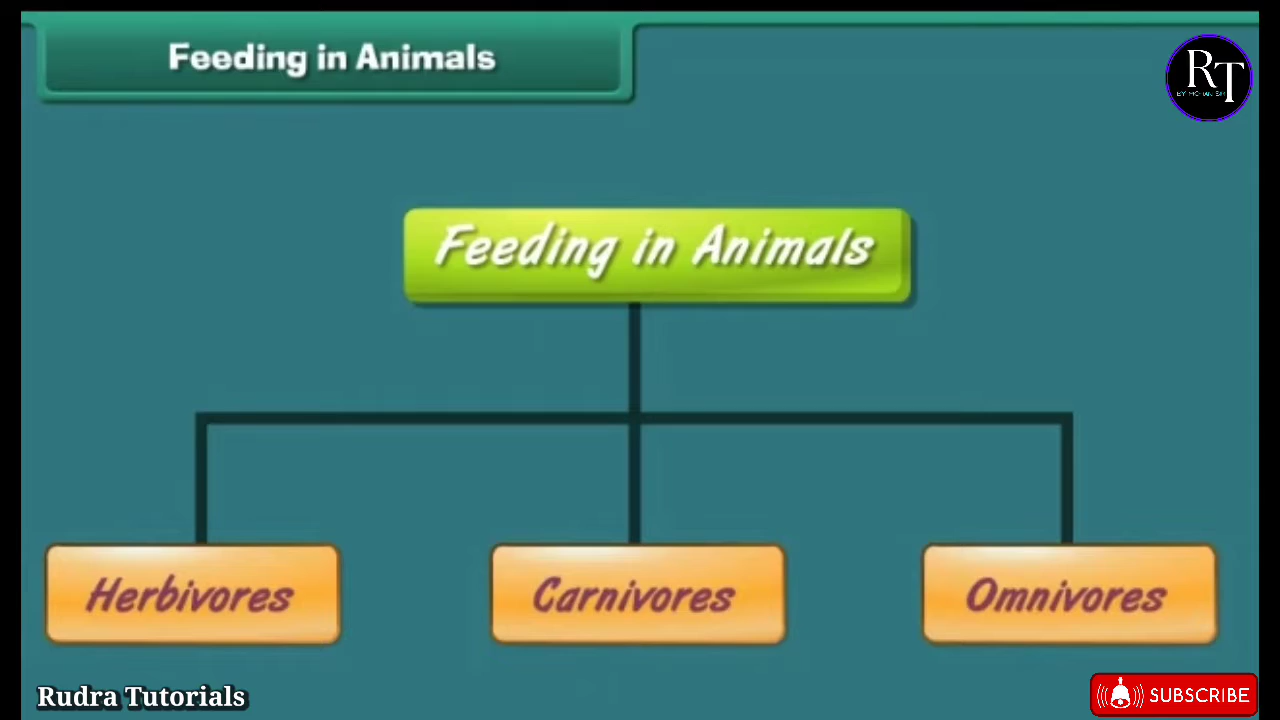 Feeding in Animals
RT
Feeding in Animals
Herbivores
Carnivores
Omnivores
Rudra Tutorials
SUBSCRIBE